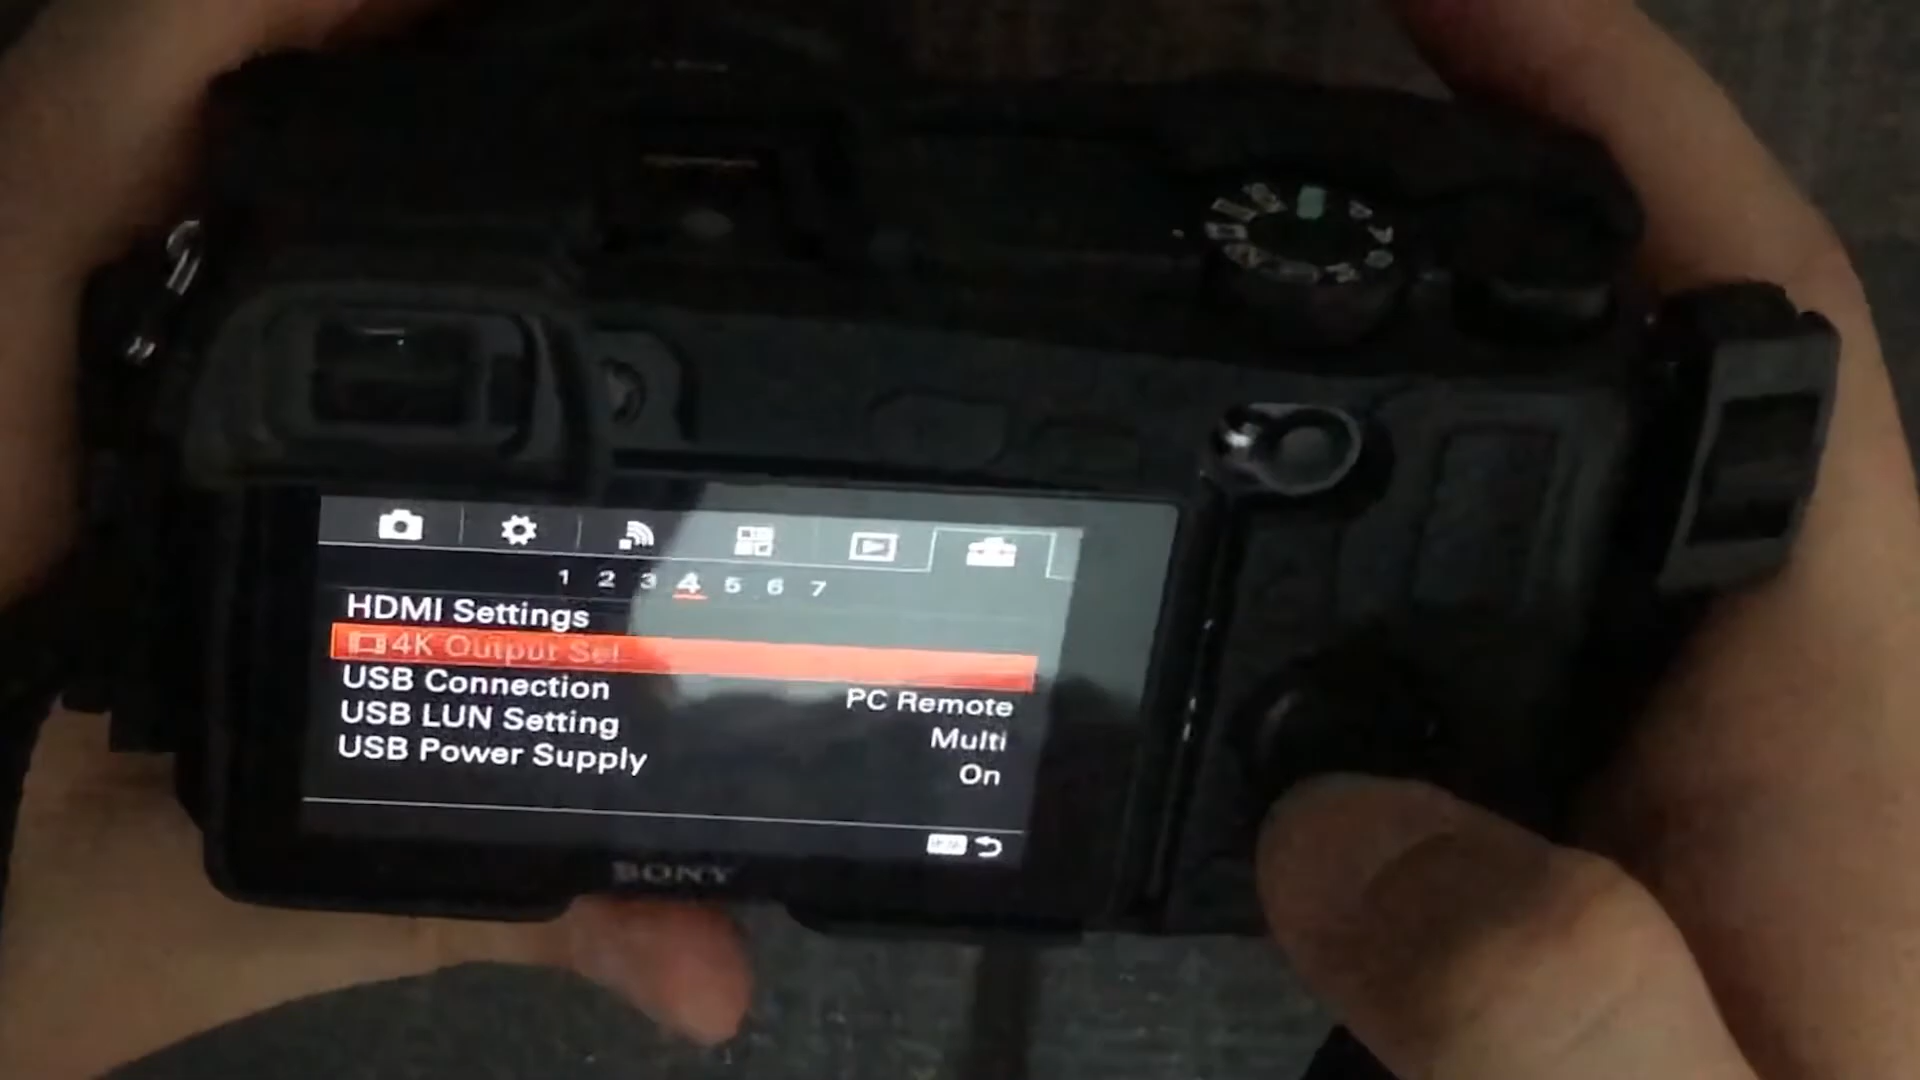 1 2 3 4 5 6 7
HDMI Settings
4K Output Sel.
USB Connection PC Remote
USB LUN Setting Multi
USB Power Supply On
SONY